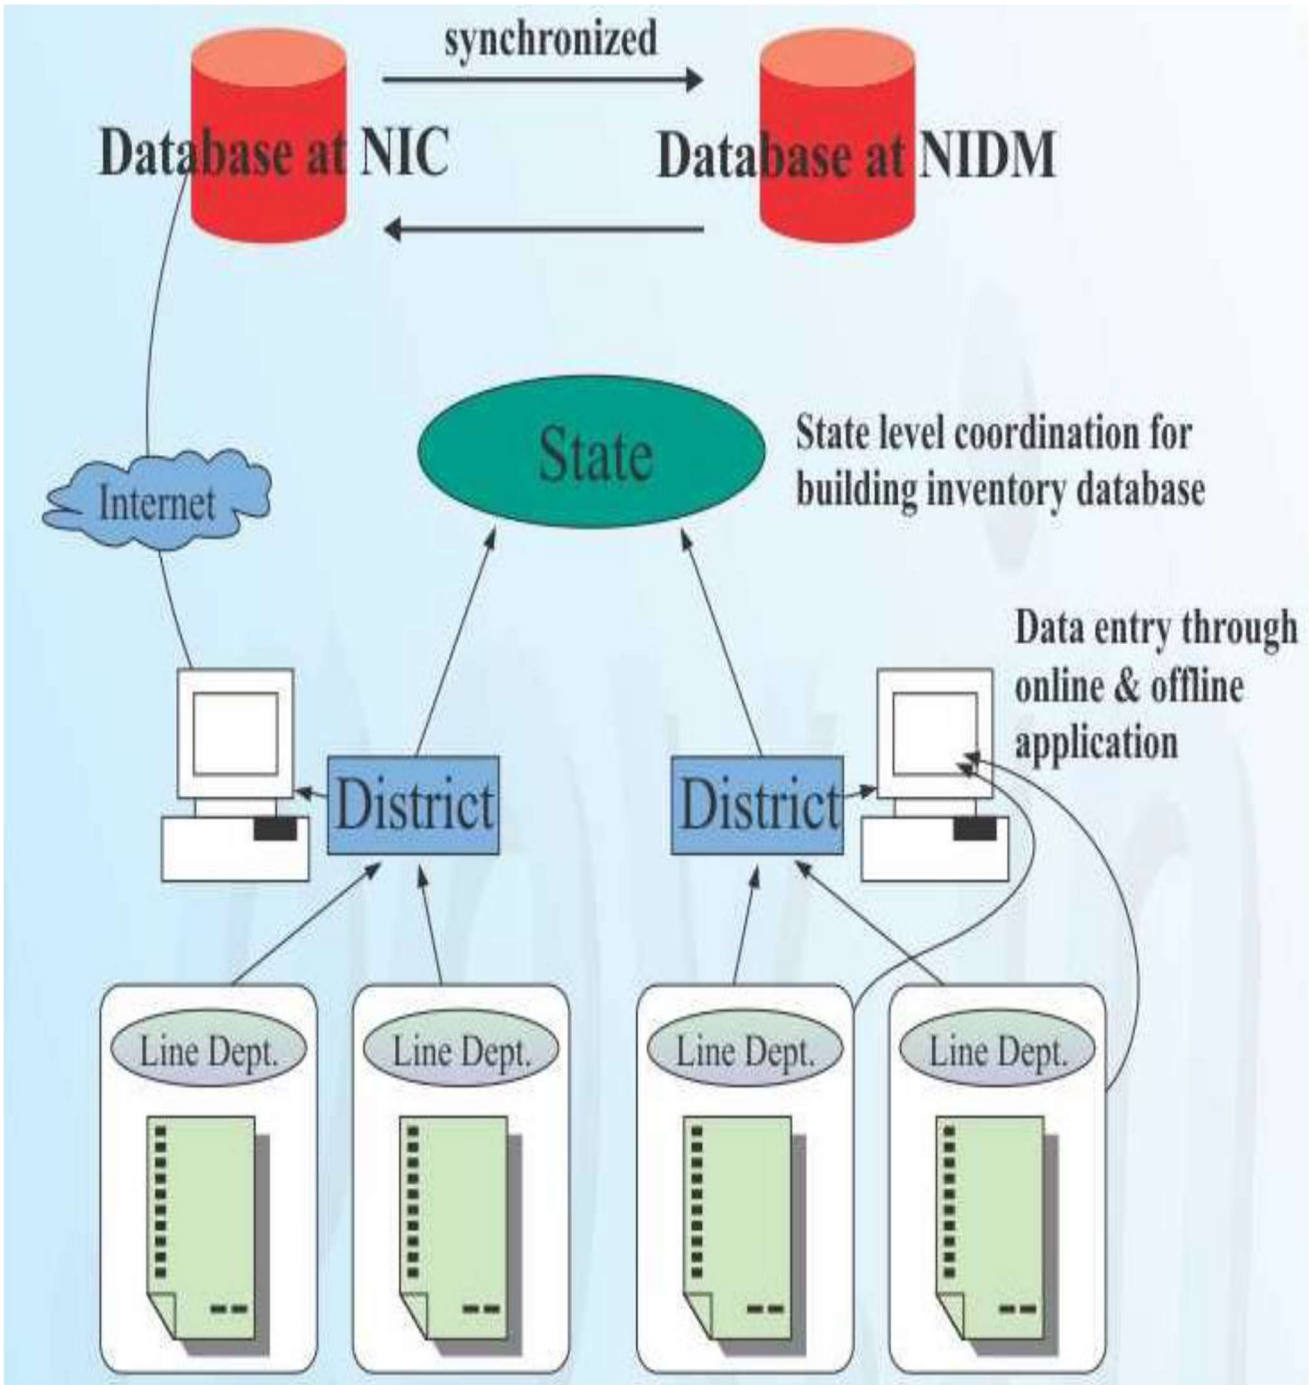 synchronized
Database at NIC
Database at NIDM
State
State level coordination for
building inventory database
Internet
Data entry through
online & offline
application
District
District
Line Dept.
Line Dept.
Line Dept.
Line Dept.